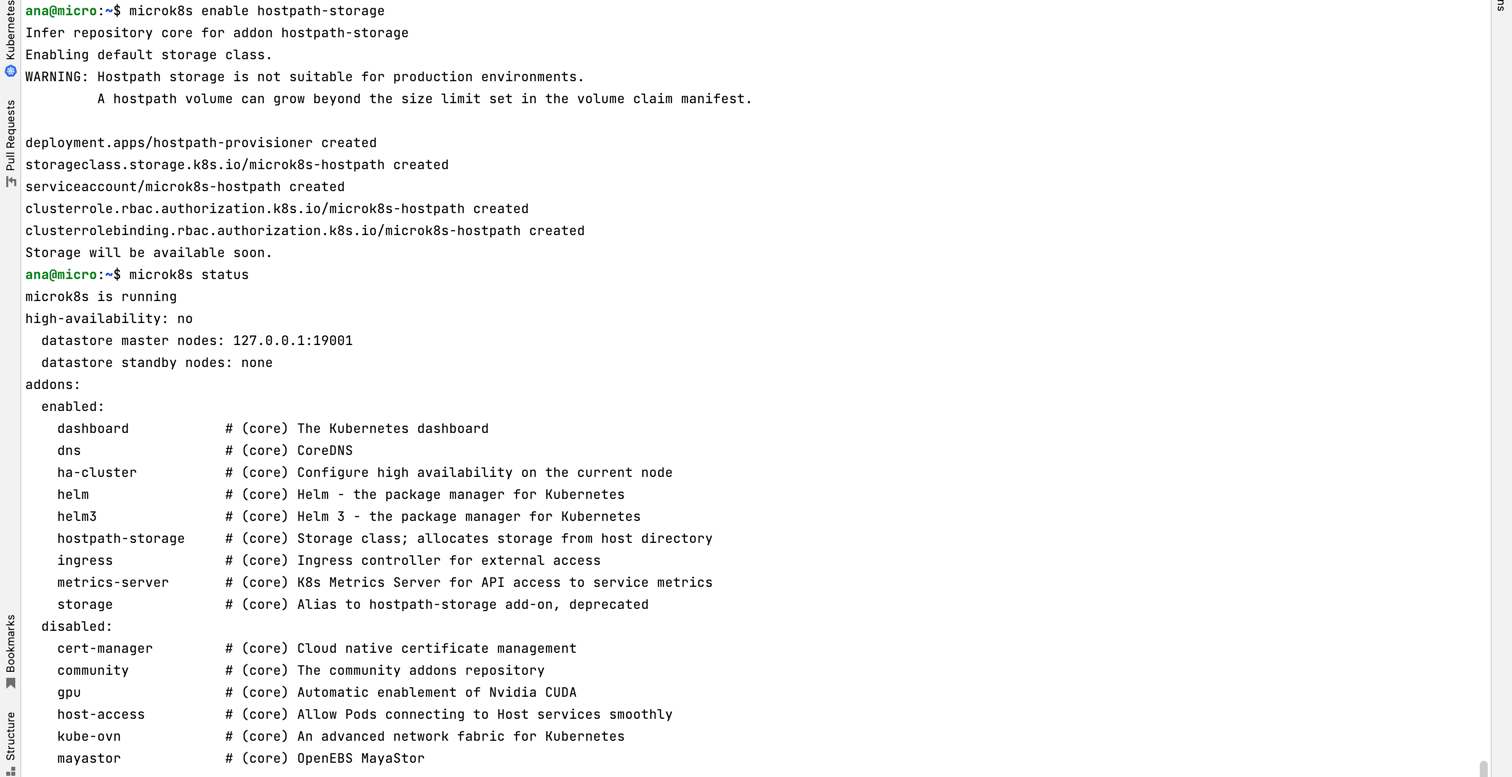 ana@micro:~$ microk8s enable hostpath-storage
Infer repository core for addon hostpath-storage
Enabling default storage class.
WARNING: Hostpath storage is not suitable for production environments.
         A hostpath volume can grow beyond the size limit set in the volume claim manifest.

deployment.apps/hostpath-provisioner created
storageclass.storage.k8s.io/microk8s-hostpath created
serviceaccount/microk8s-hostpath created
clusterrole.rbac.authorization.k8s.io/microk8s-hostpath created
clusterrolebinding.rbac.authorization.k8s.io/microk8s-hostpath created
Storage will be available soon.
ana@micro:~$ microk8s status
microk8s is running
high-availability: no
  datastore master nodes: 127.0.0.1:19001
  datastore standby nodes: none
addons:
  enabled:
    dashboard            # (core) The Kubernetes dashboard
    dns                  # (core) CoreDNS
    ha-cluster           # (core) Configure high availability on the current node
    helm                 # (core) Helm - the package manager for Kubernetes
    helm3                # (core) Helm 3 - the package manager for Kubernetes
    hostpath-storage     # (core) Storage class; allocates storage from host directory
    ingress              # (core) Ingress controller for external access
    metrics-server       # (core) K8s Metrics Server for API access to service metrics
    storage              # (core) Alias to hostpath-storage add-on, deprecated
  disabled:
    cert-manager         # (core) Cloud native certificate management
    community            # (core) The community addons repository
    gpu                  # (core) Automatic enablement of Nvidia CUDA
    host-access          # (core) Allow Pods connecting to Host services smoothly
    kube-ovn             # (core) An advanced network fabric for Kubernetes
    mayastor             # (core) OpenEBS MayaStor
Kubernetes
Pull Requests
Bookmarks
Structure